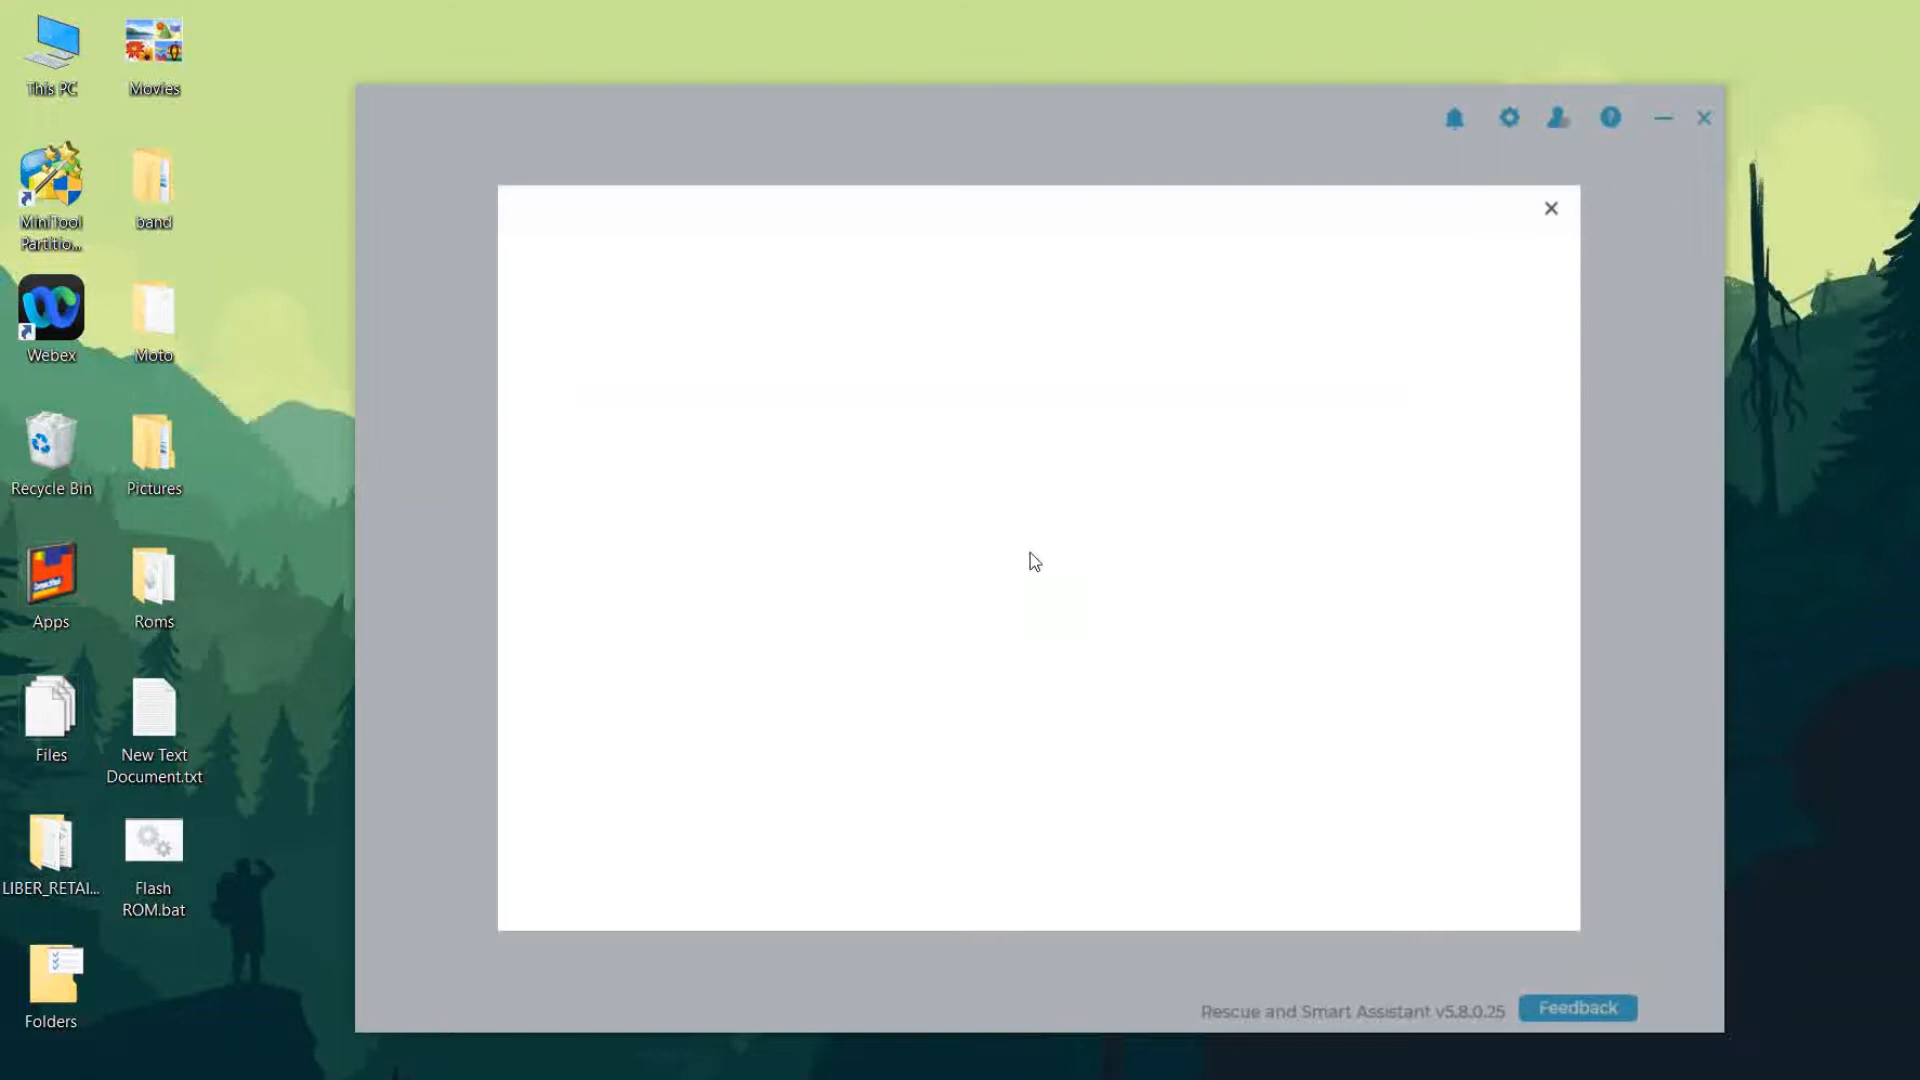 This PC
Movies
MiniTool
Partitio...
band
Webex
Moto
Recycle Bin
Pictures
Apps
Roms
Files
New Text
Document.txt
LIBER_RETAI...
Flash
ROM.bat
Folders
Rescue and Smart Assistant v5.8.0.25
Feedback